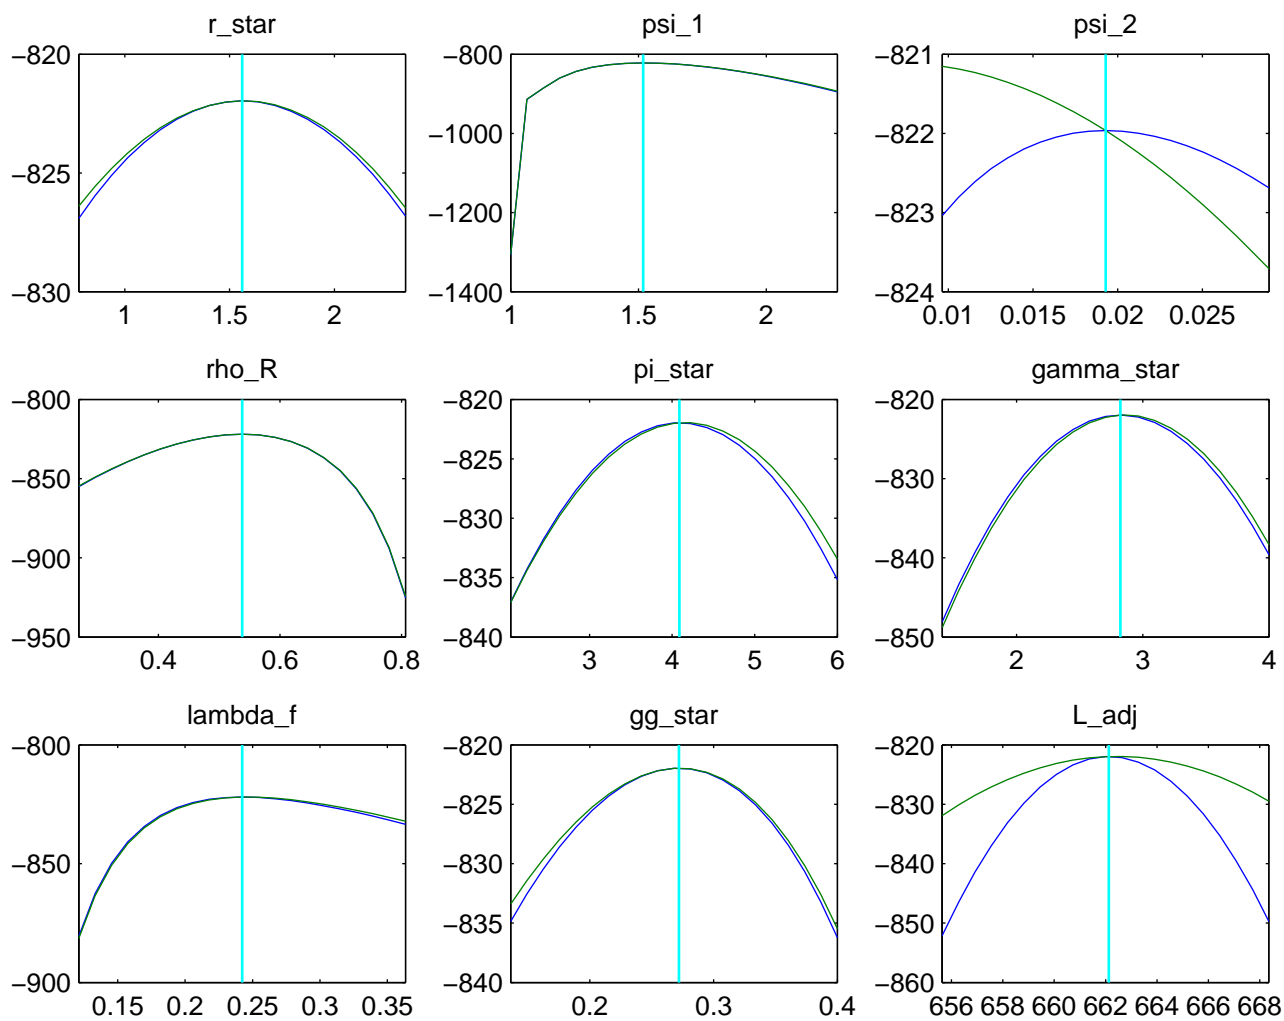 r_star
−820
−825
−830
1 1.5 2
psi_1
−800
−1000
−1200
−1400
1 1.5 2
psi_2
−821
−822
−823
−824
0.01 0.015 0.02 0.025
rho_R
−800
−850
−900
−950
0.4 0.6 0.8
pi_star
−820
−825
−830
−835
−840
3 4 5 6
gamma_star
−820
−830
−840
−850
2 3 4
lambda_f
−800
−850
−900
0.15 0.2 0.25 0.3 0.35
gg_star
−820
−825
−830
−835
−840
0.2 0.3 0.4
L_adj
−820
−830
−840
−850
−860
656 658 660 662 664 666 668